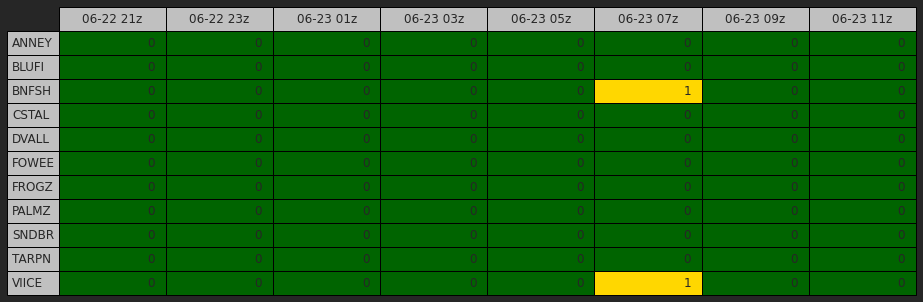 06-22 21z 06-22 23z 06-23 01z 06-23 03z 06-23 05z 06-23 07z 06-23 09z 06-23 11z
ANNEY 0 0 0 0 0 0 0 0
BLUFI 0 0 0 0 0 0 0 0
BNFSH 0 0 0 0 0 1 0 0
CSTAL 0 0 0 0 0 0 0 0
DVALL 0 0 0 0 0 0 0 0
FOWEE 0 0 0 0 0 0 0 0
FROGZ 0 0 0 0 0 0 0 0
PALMZ 0 0 0 0 0 0 0 0
SNDBR 0 0 0 0 0 0 0 0
TARPN 0 0 0 0 0 0 0 0
VIICE 0 0 0 0 0 1 0 0